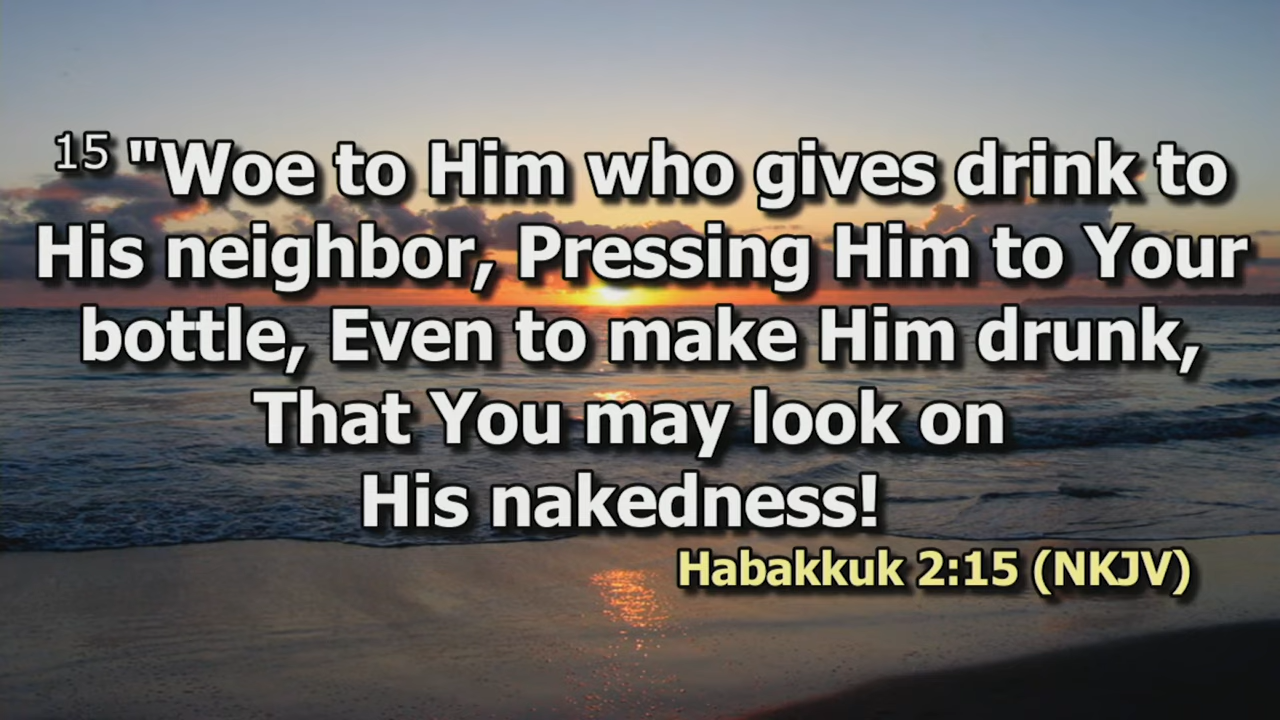 15 "Woe to Him who gives drink to
His neighbor, Pressing Him to Your
bottle, Even to make Him drunk,
That You may look on
His nakedness!
Habakkuk 2:15 (NKJV)